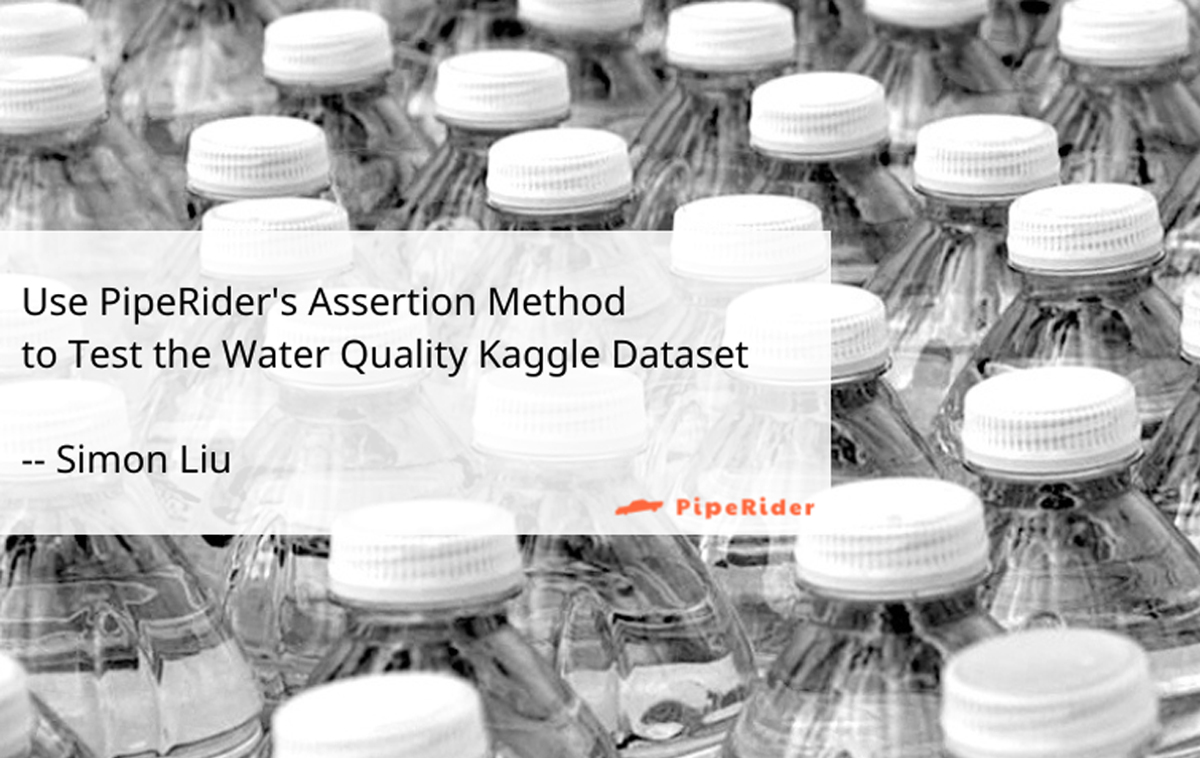 Use PipeRider's Assertion Method
to Test the Water Quality Kaggle Dataset
-- Simon Liu
PipeRider